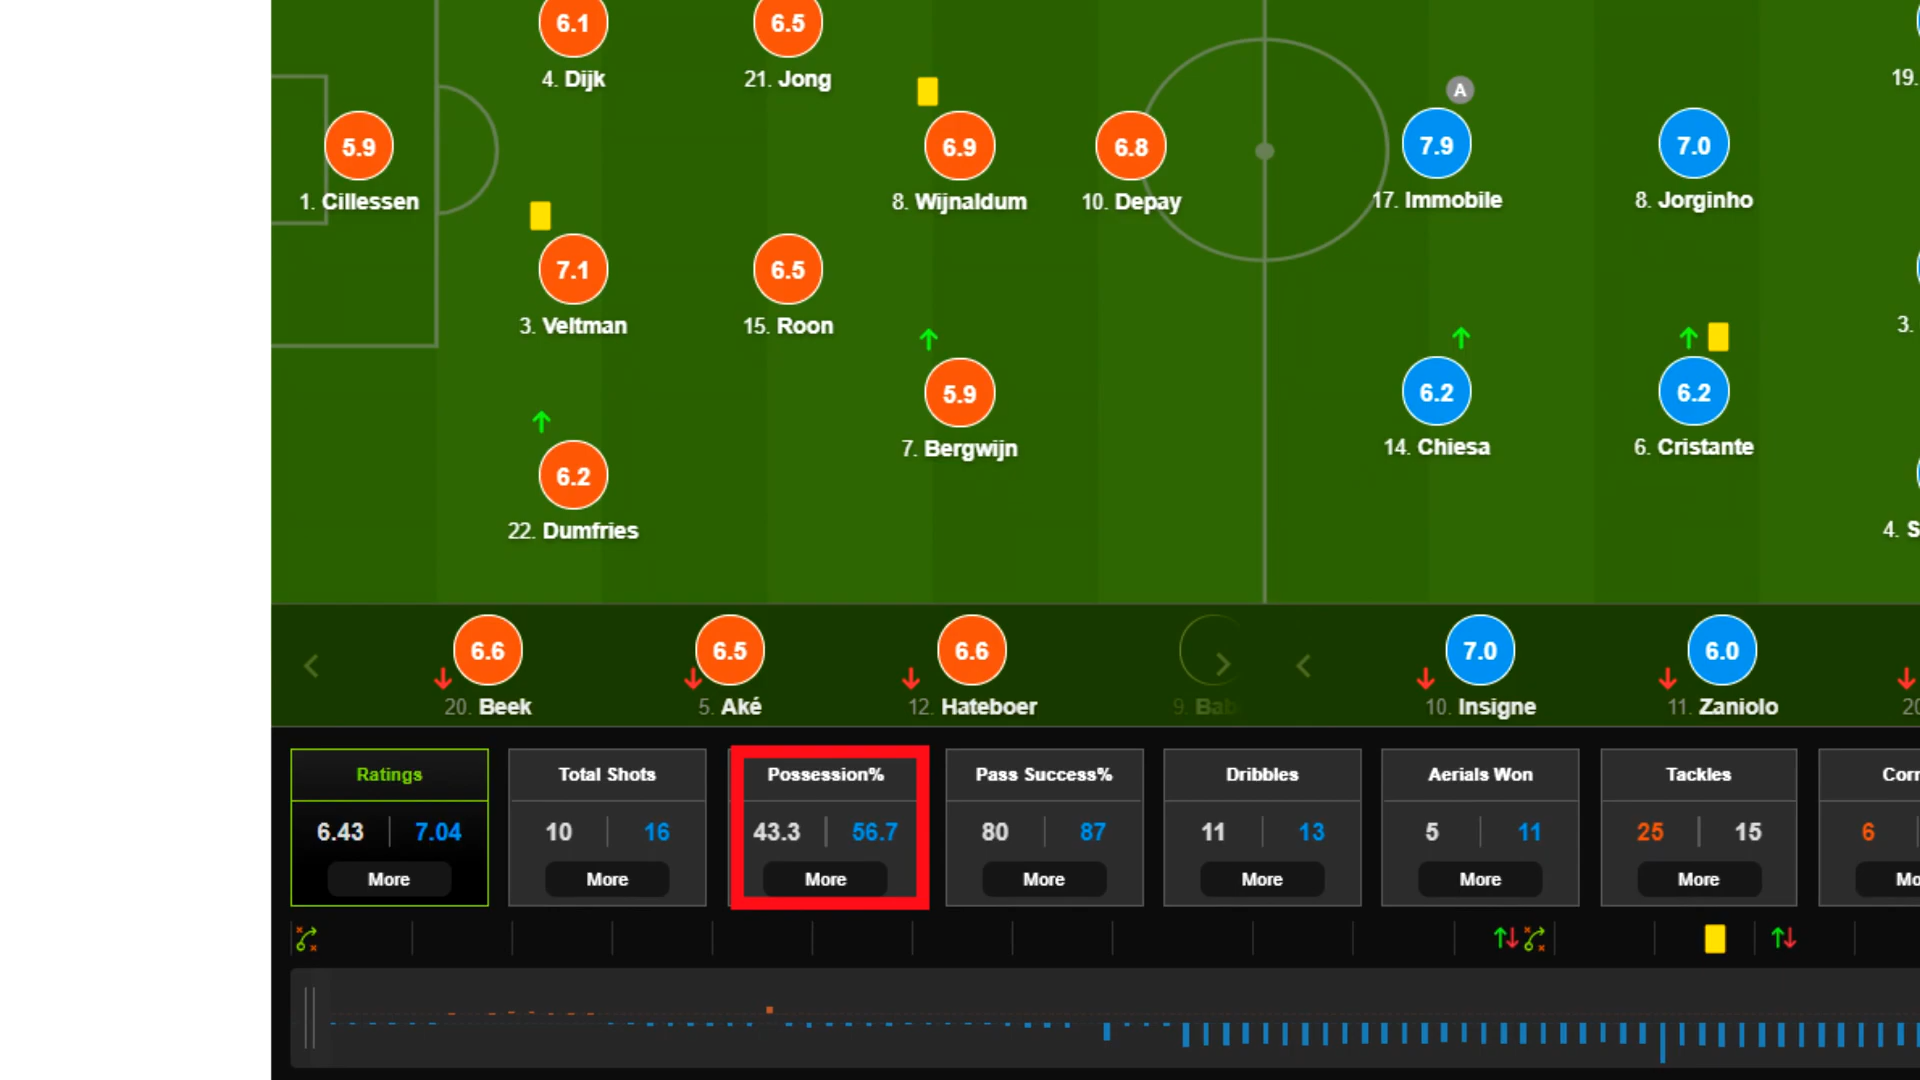 6.1
6.5
4. Dijk
21. Jong
19.
A
5.9
6.9
6.8
7.9
7.0
1. Cillessen
8. Wijnaldum
10. Depay
17. Immobile
8. Jorginho
7.1
6.5
3. Veltman
15. Roon
3.
5.9
6.2
6.2
7. Bergwijn
14. Chiesa
6. Cristante
6.2
22. Dumfries
4. S
6.6
6.5
6.6
7.0
6.0
20. Beek
5. Aké
12. Hateboer
9. Bab
10. Insigne
11. Zaniolo
20
Ratings
Total Shots
Possession%
Pass Success%
Dribbles
Aerials Won
Tackles
Corr
6.43 7.04
10 16
43.3 56.7
80 87
11 13
5 11
25 15
6
More
More
More
More
More
More
More
Mo